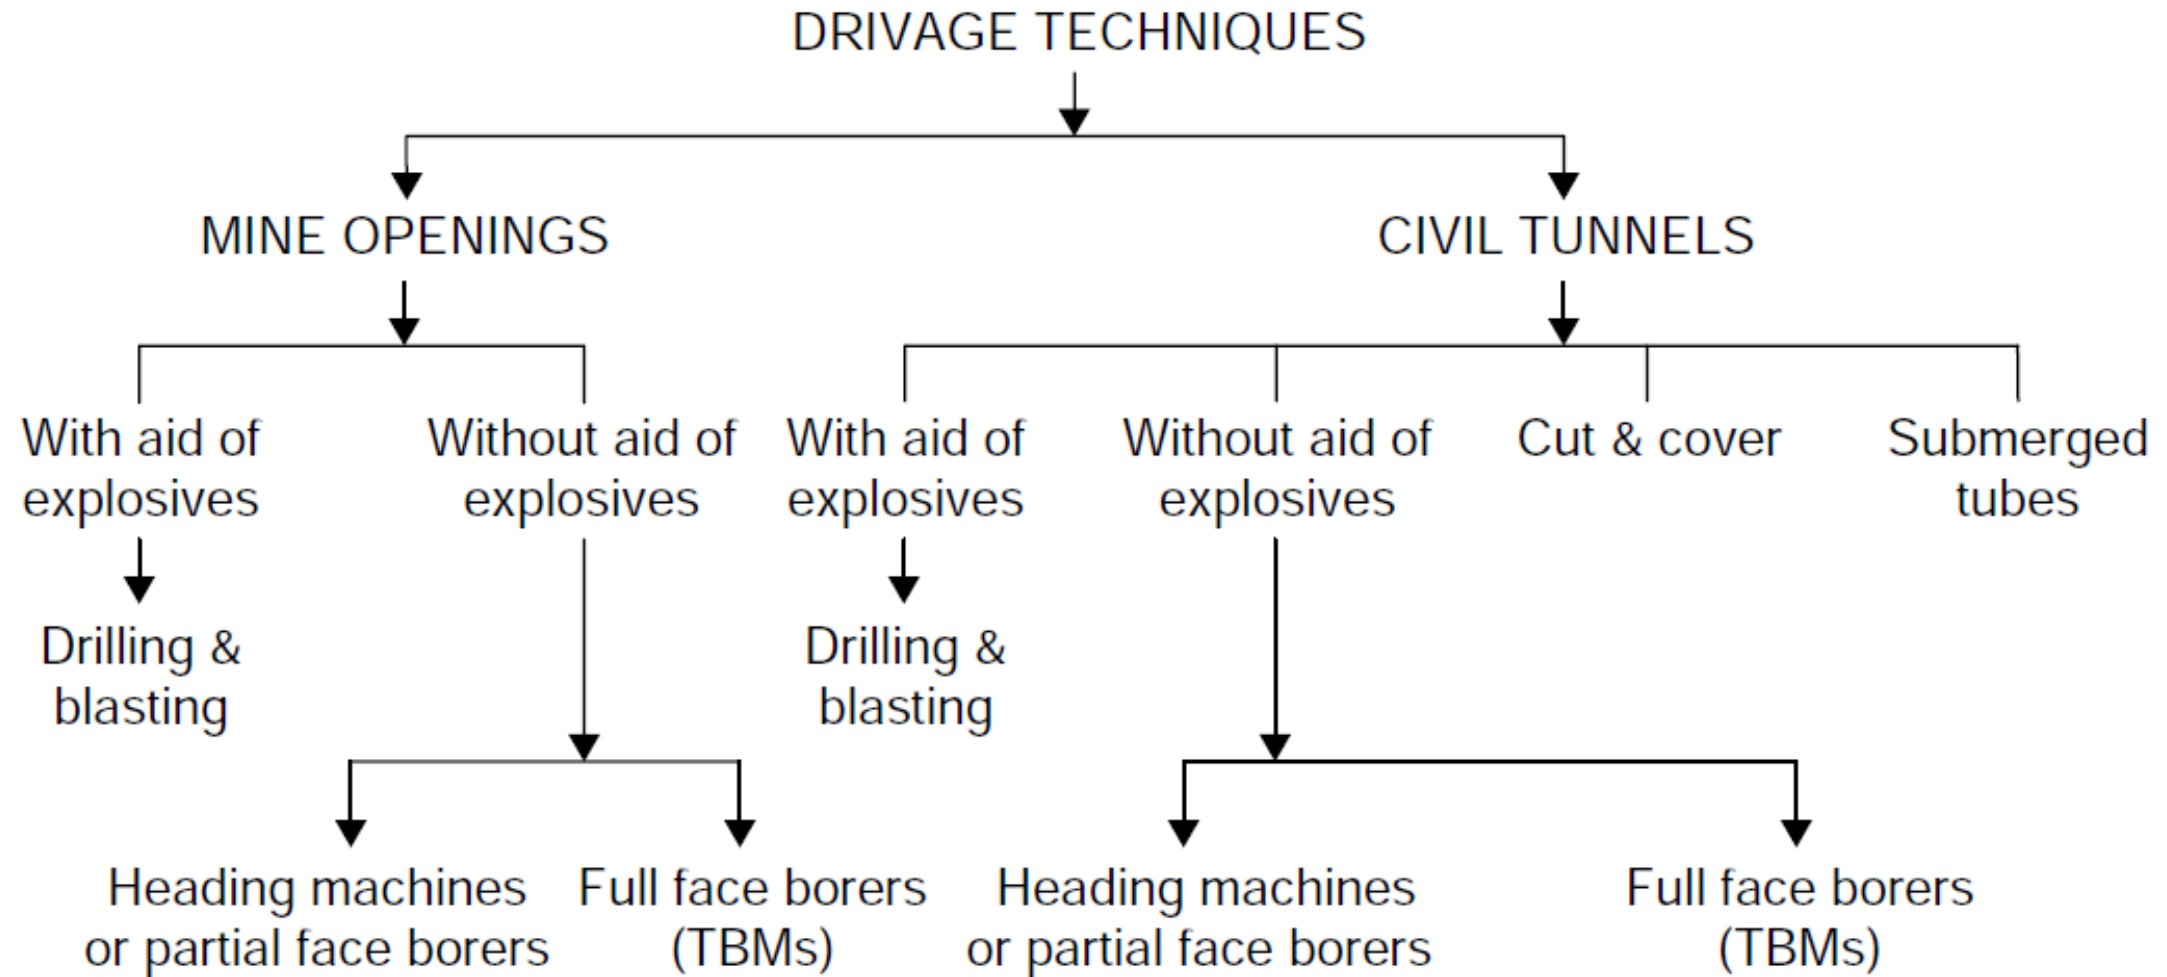 DRIVAGE TECHNIQUES
MINE OPENINGS
CIVIL TUNNELS
With aid of
explosives
Without aid of
explosives
With aid of
explosives
Without aid of
explosives
Cut & cover
Submerged
tubes
Drilling &
blasting
Drilling &
blasting
Heading machines
or partial face borers
Full face borers
(TBMs)
Heading machines
or partial face borers
Full face borers
(TBMs)